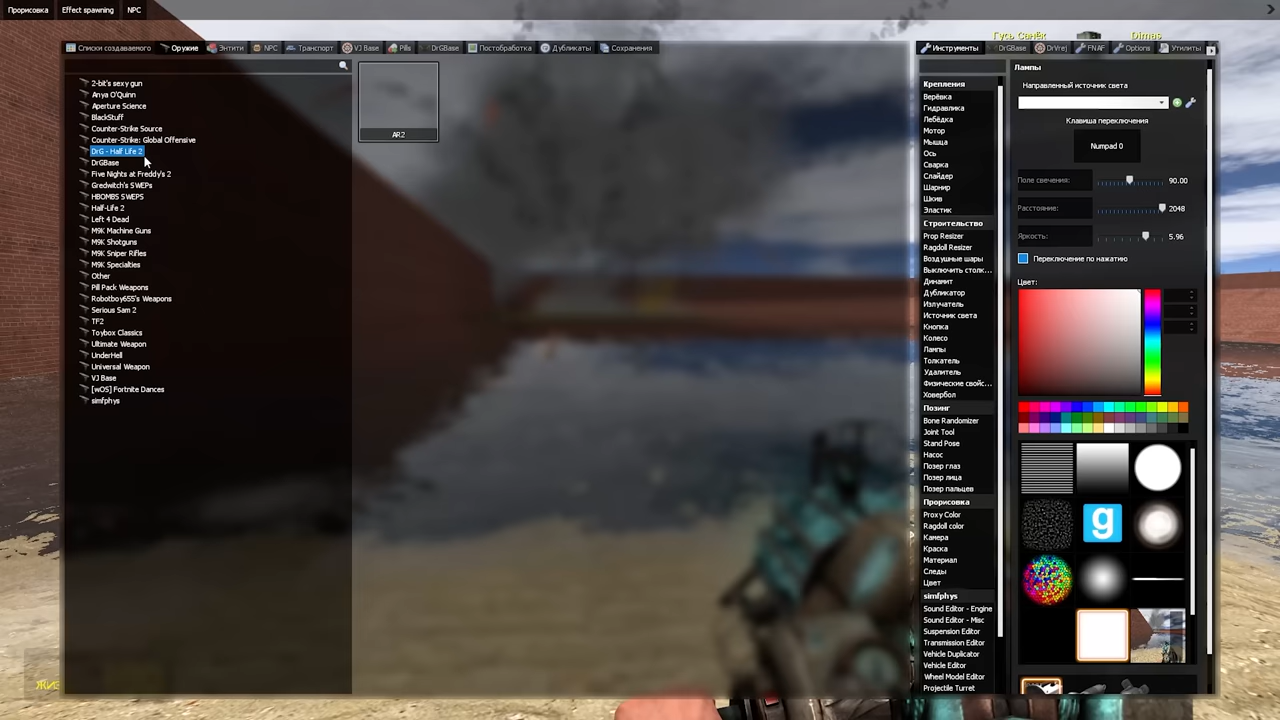 Прорисовка Effect spawning NPC
Гусь Санёк Dimas
Списки создаваемого Оружие Энтити NPC Транспорт VJ Base Pills DrGBase Постобработка Дубликаты Сохранения
Инструменты DrGBase DrVrej FNAF Options Утилиты
2-bit's sexy gun
Anya O'Quinn
Aperture Science
BlackStuff
Counter-Strike Source
Counter-Strike: Global Offensive
DrG - Half Life 2
DrGBase
Five Nights at Freddy's 2
Gredwitch's SWEPs
HBOMBS SWEPS
Half-Life 2
Left 4 Dead
M9K Machine Guns
M9K Shotguns
M9K Sniper Rifles
M9K Specialties
Other
Pill Pack Weapons
Robotboy655's Weapons
Serious Sam 2
TF2
Toybox Classics
Ultimate Weapon
UnderHell
Universal Weapon
VJ Base
[wOS] Fortnite Dances
simfphys
AR2
Крепления
Верёвка
Гидравлика
Лебёдка
Мотор
Мышца
Ось
Сварка
Слайдер
Шарнир
Шкив
Эластик
Строительство
Prop Resizer
Ragdoll Resizer
Воздушные шары
Выключить столк...
Динамит
Дубликатор
Излучатель
Источник света
Кнопка
Колесо
Лампы
Толкатель
Удалитель
Физические свойс...
Ховербол
Позинг
Bone Randomizer
Joint Tool
Stand Pose
Насос
Позер глаз
Позер лица
Позер пальцев
Прорисовка
Proxy Color
Ragdoll color
Камера
Краска
Материал
Следы
Цвет
simfphys
Sound Editor - Engine
Sound Editor - Misc
Suspension Editor
Transmission Editor
Vehicle Duplicator
Vehicle Editor
Wheel Model Editor
Projectile Turret
Лампы
Направленный источник света
Клавиша переключения
Numpad 0
Поле свечения: 90.00
Расстояние: 2048
Яркость: 5.96
Переключение по нажатию
Цвет:
g